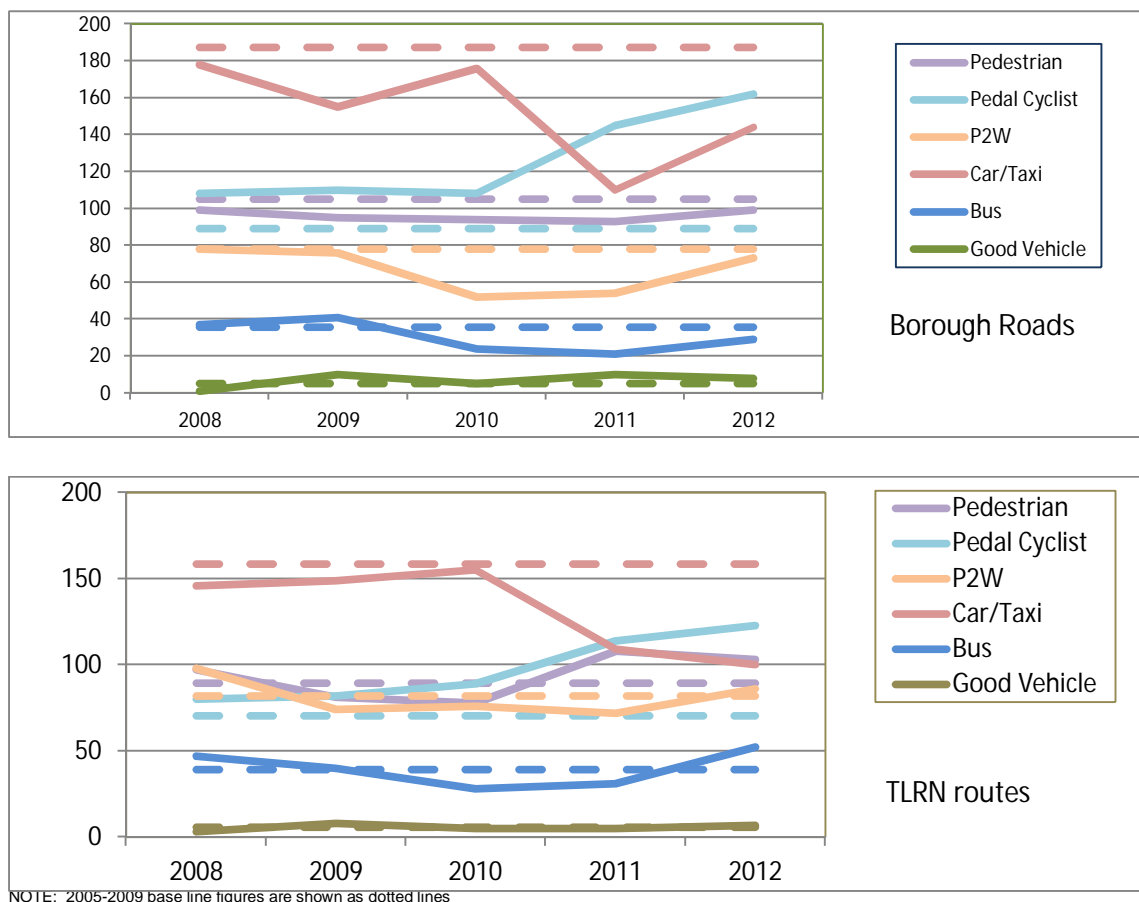 200
180
160
140
120
100
80
60
40
20
0
2008 2009 2010 2011 2012
Pedestrian
Pedal Cyclist
P2W
Car/Taxi
Bus
Good Vehicle
Borough Roads
200
150
100
50
0
2008 2009 2010 2011 2012
Pedestrian
Pedal Cyclist
P2W
Car/Taxi
Bus
Good Vehicle
TLRN routes
NOTE: 2005-2009 base line figures are shown as dotted lines